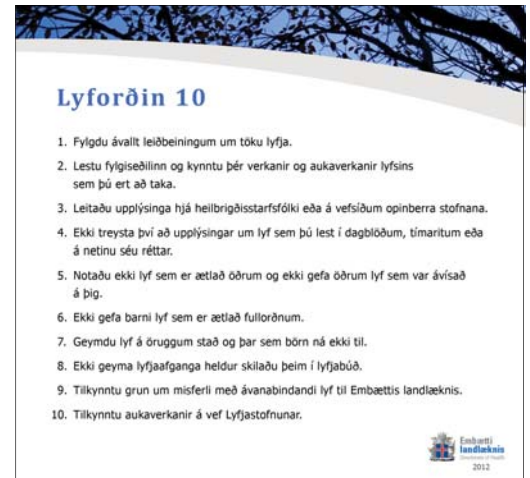 Lyforðin 10
1. Fylgdu ávallt leiðbeiningum um töku lyfja.
2. Lestu fylgiseðilinn og kynntu þér verkanir og aukaverkanir lyfsins
sem þú ert að taka.
3. Leitaðu upplýsinga hjá heilbrigðisstarfsfólki eða á vefsíðum opinberra stofnana.
4. Ekki treysta því að upplýsingar um lyf sem þú lest í dagblöðum, tímaritum eða
á netinu séu réttar.
5. Notaðu ekki lyf sem er ætlað öðrum og ekki gefa öðrum lyf sem var ávísað
á þig.
6. Ekki gefa barni lyf sem er ætlað fullorðnum.
7. Geymdu lyf á öruggum stað og þar sem börn ná ekki til.
8. Ekki geyma lyfjaafganga heldur skilaðu þeim í lyfjabúð.
9. Tilkynntu grun um misferli með ávanabindandi lyf til Embættis landlæknis.
10. Tilkynntu aukaverkanir á vef Lyfjastofnunar.
Embætti
landlæknis
Directorate of Health
2012